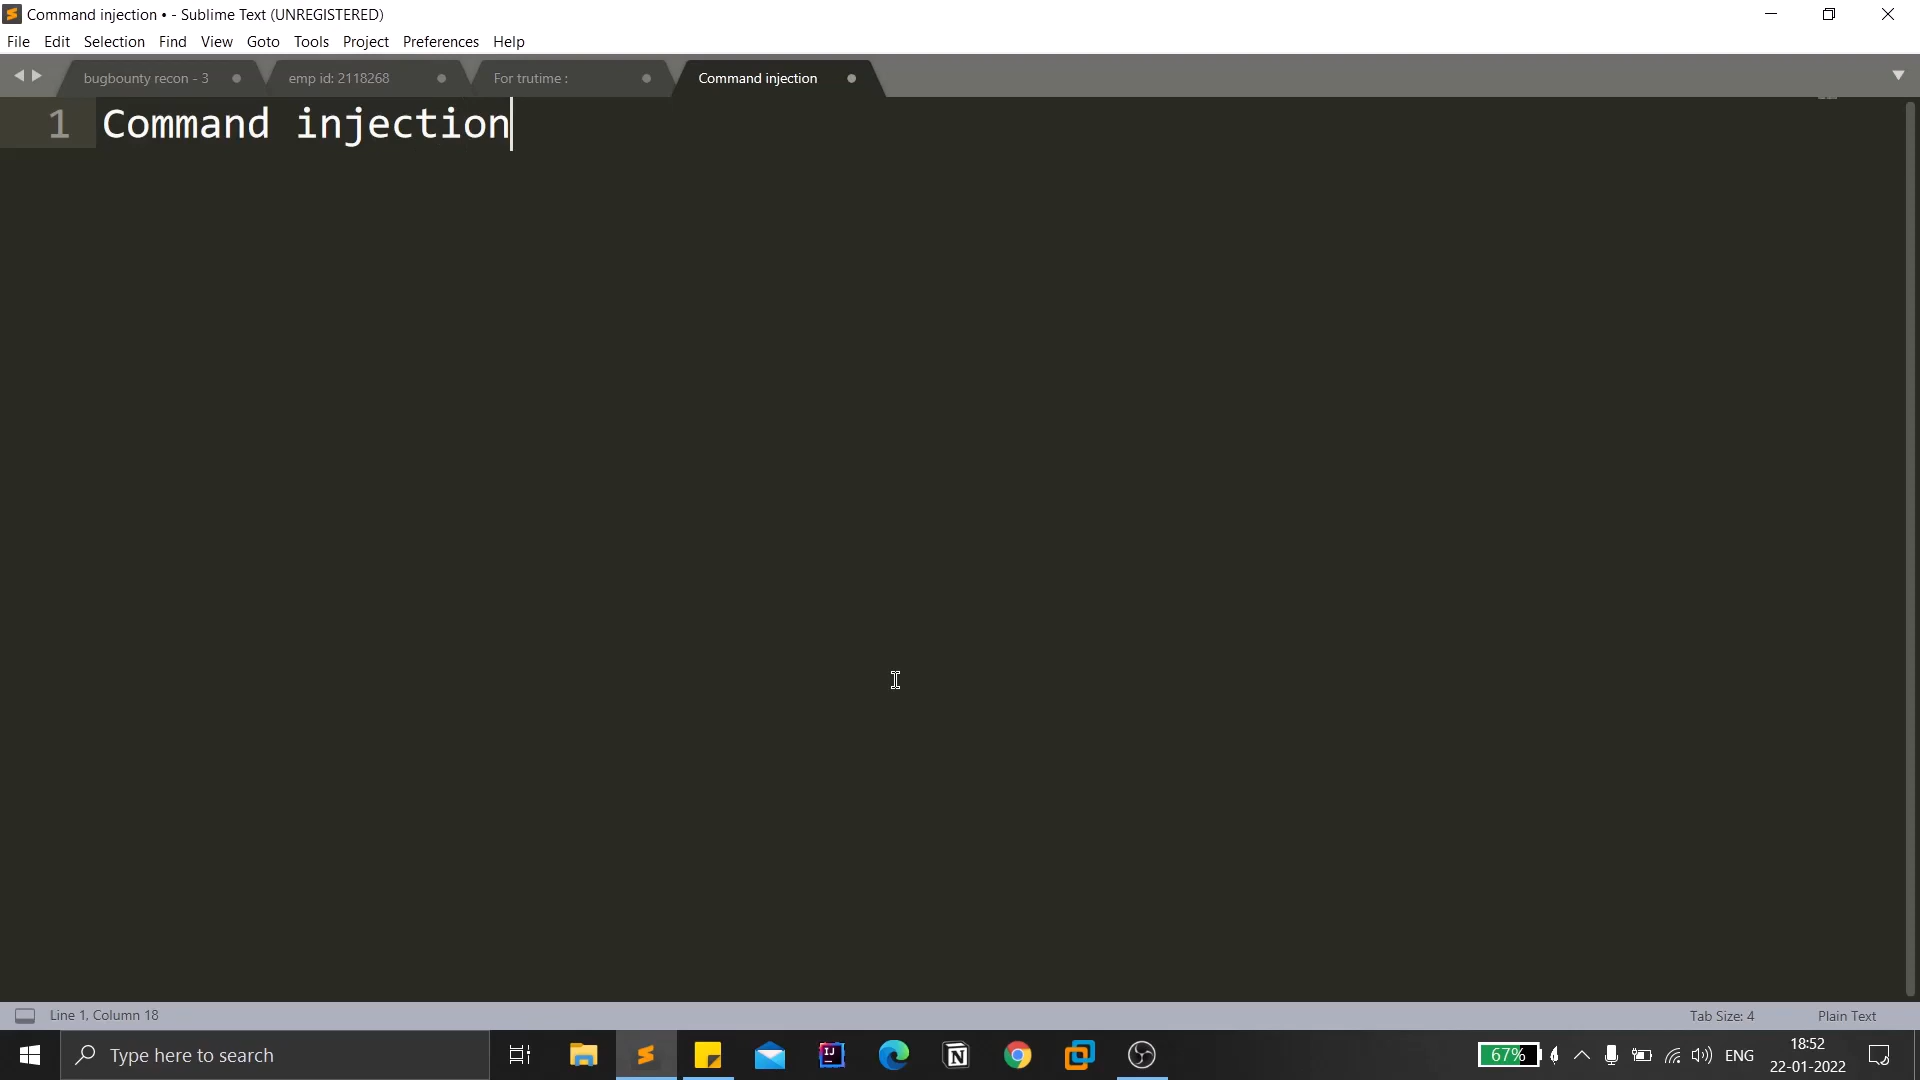 Command injection • - Sublime Text (UNREGISTERED)
File Edit Selection Find View Goto Tools Project Preferences Help
bugbounty recon - 3 emp id: 2118268 For trutime : Command injection
1 Command injection
Line 1, Column 18 Tab Size: 4 Plain Text
Type here to search 67% ENG 18:52
22-01-2022